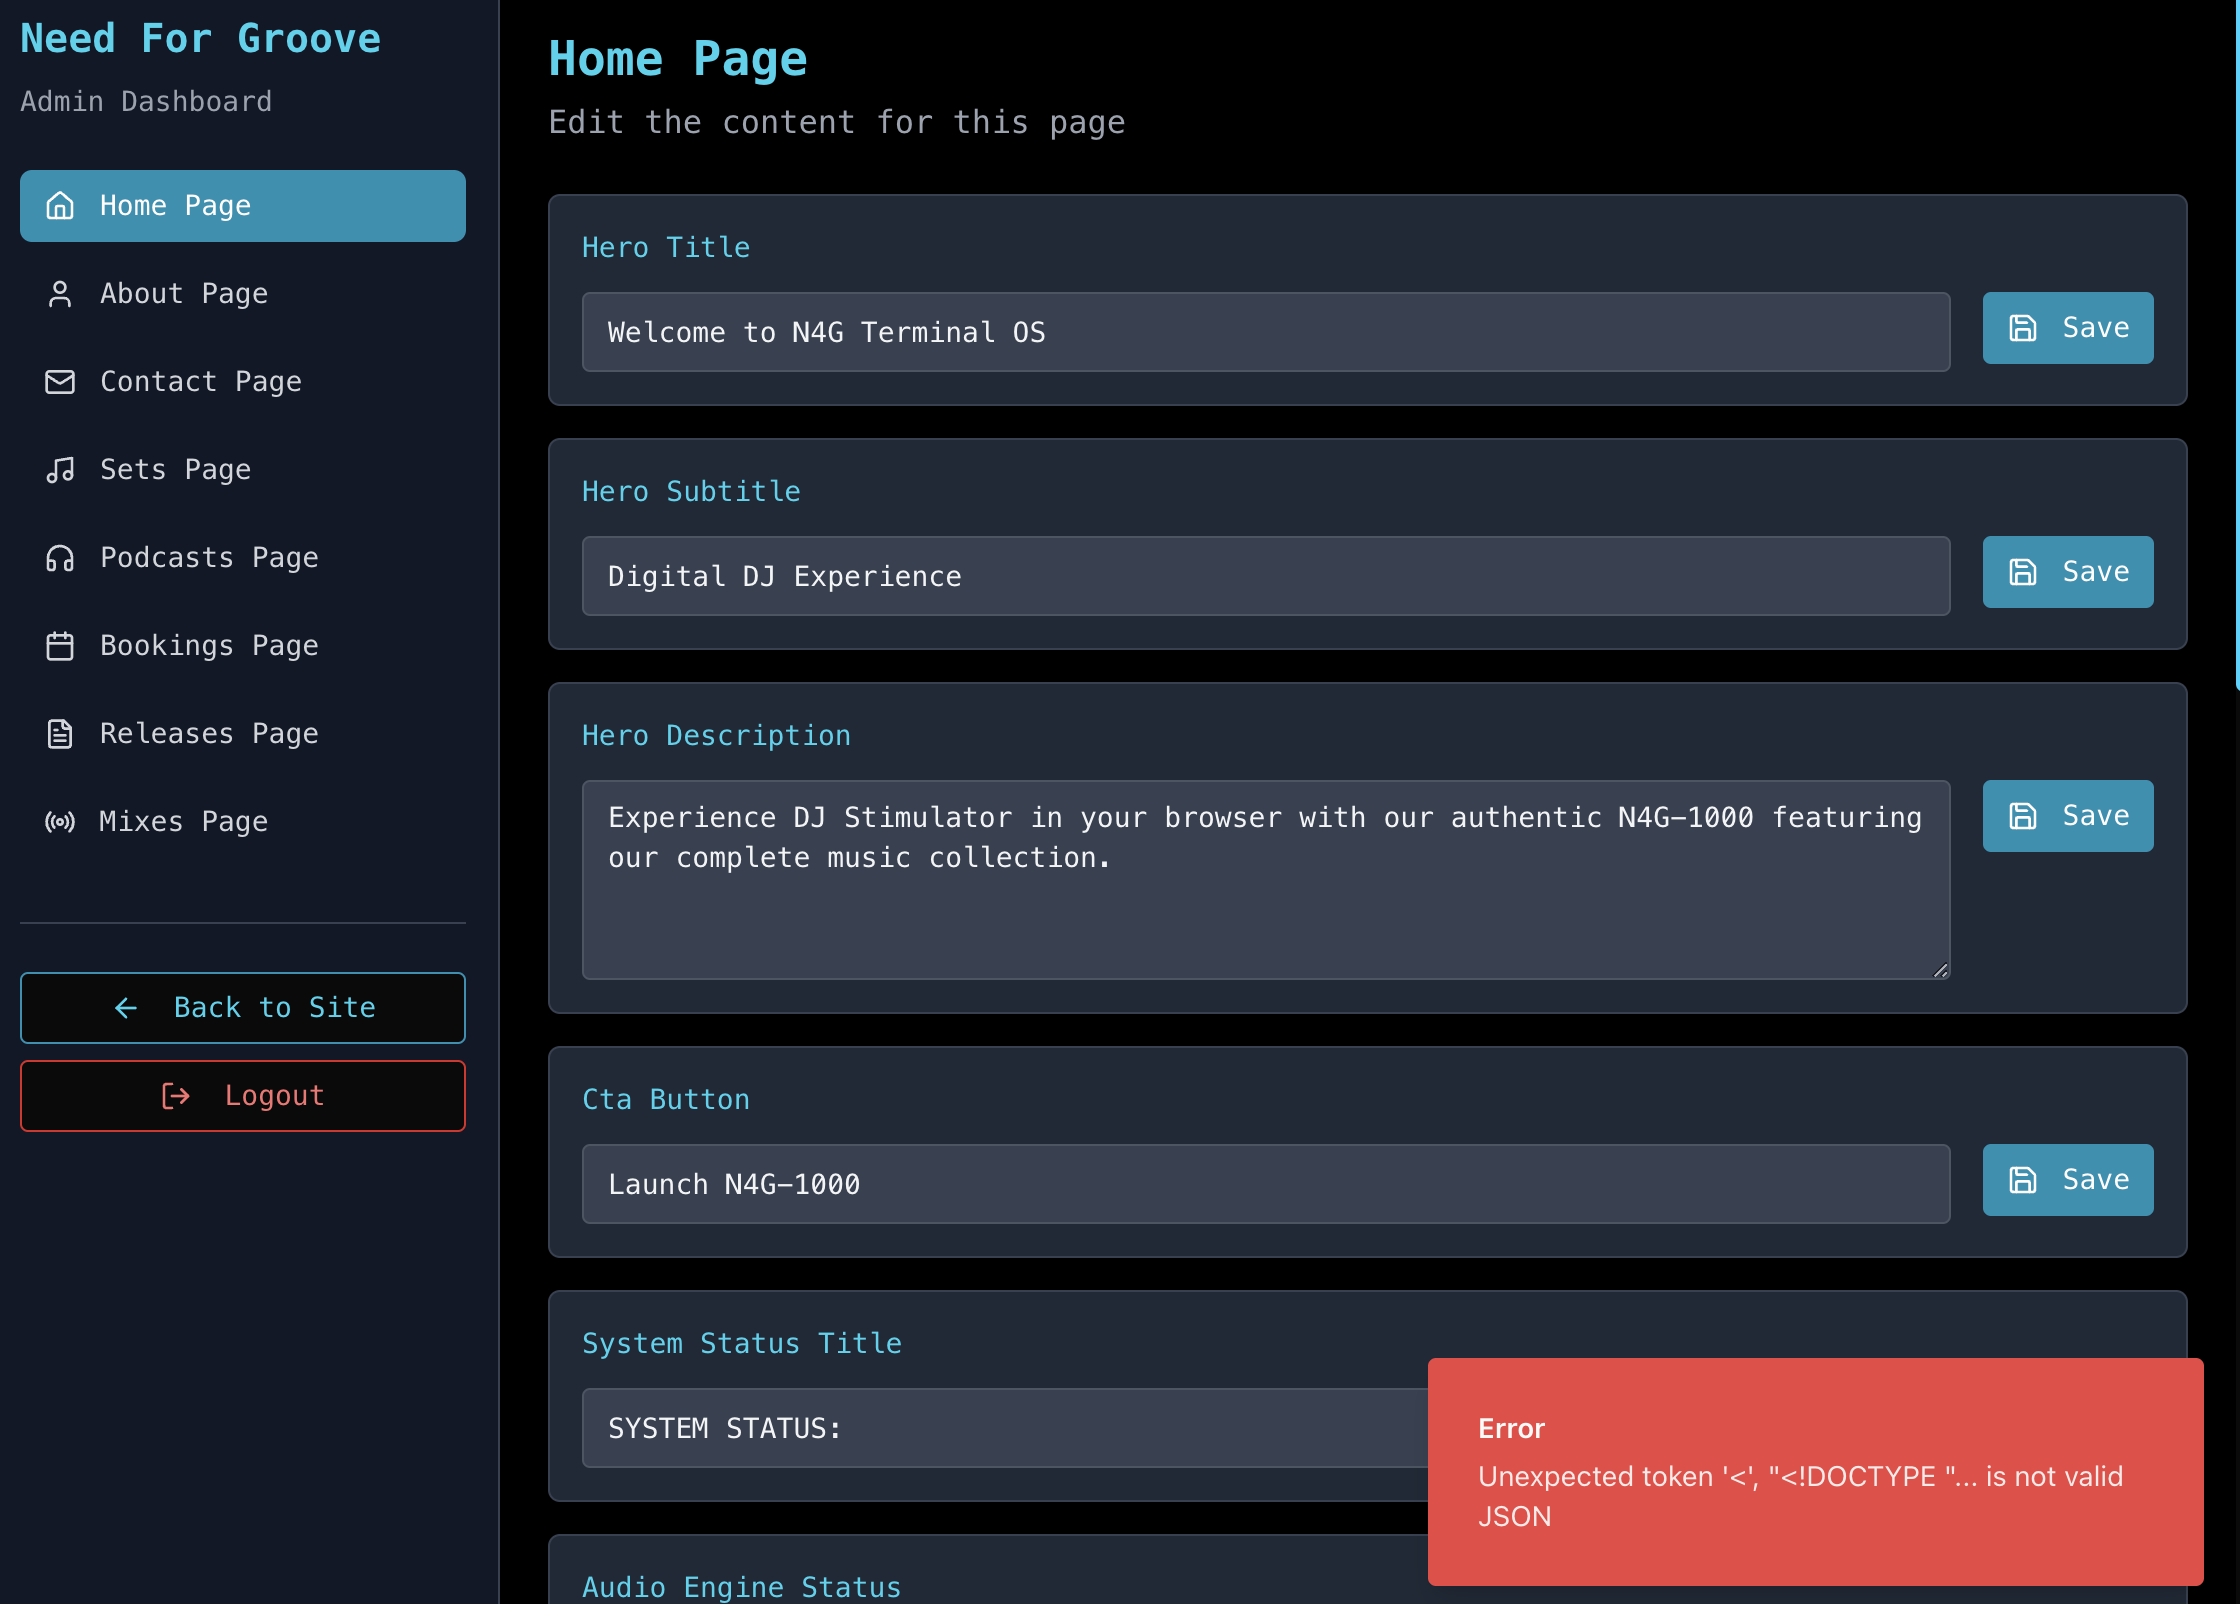 Need For Groove
Admin Dashboard
Home Page
About Page
Contact Page
Sets Page
Podcasts Page
Bookings Page
Releases Page
Mixes Page
Back to Site
Logout
Home Page
Edit the content for this page
Hero Title
Welcome to N4G Terminal OS
Save
Hero Subtitle
Digital DJ Experience
Save
Hero Description
Experience DJ Stimulator in your browser with our authentic N4G-1000 featuring
our complete music collection.
Save
Cta Button
Launch N4G-1000
Save
System Status Title
SYSTEM STATUS:
Audio Engine Status
Error
Unexpected token '<', "<!DOCTYPE "... is not valid
JSON